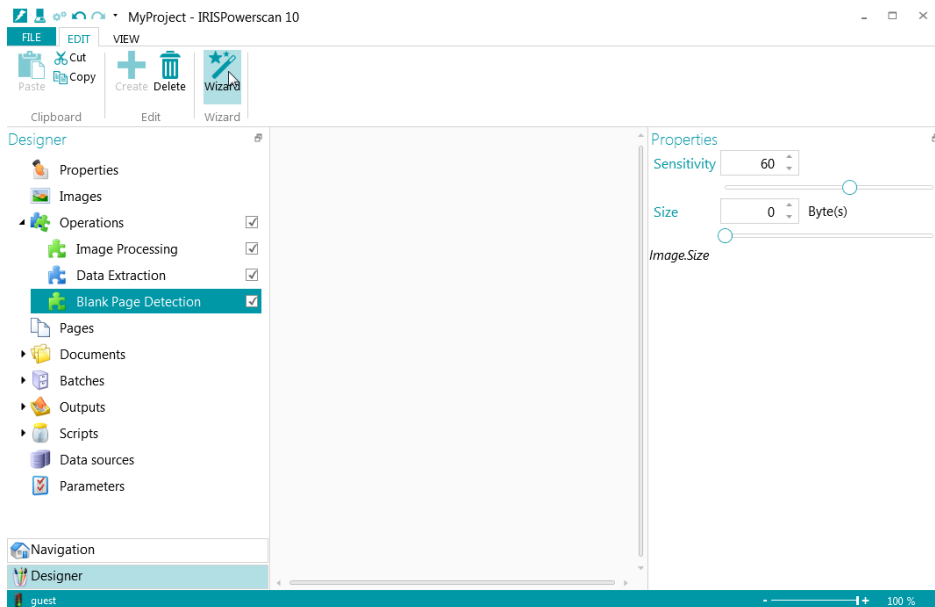 MyProject - IRISPowerscan 10
FILE EDIT VIEW
Paste
Cut
Copy
Create
Delete
Wizard
Clipboard Edit Wizard
Designer
Properties
Images
Operations
Image Processing
Data Extraction
Blank Page Detection
Pages
Documents
Batches
Outputs
Scripts
Data sources
Parameters
Navigation
Designer
Properties
Sensitivity 60
Size 0 Byte(s)
Image.Size
guest
100 %